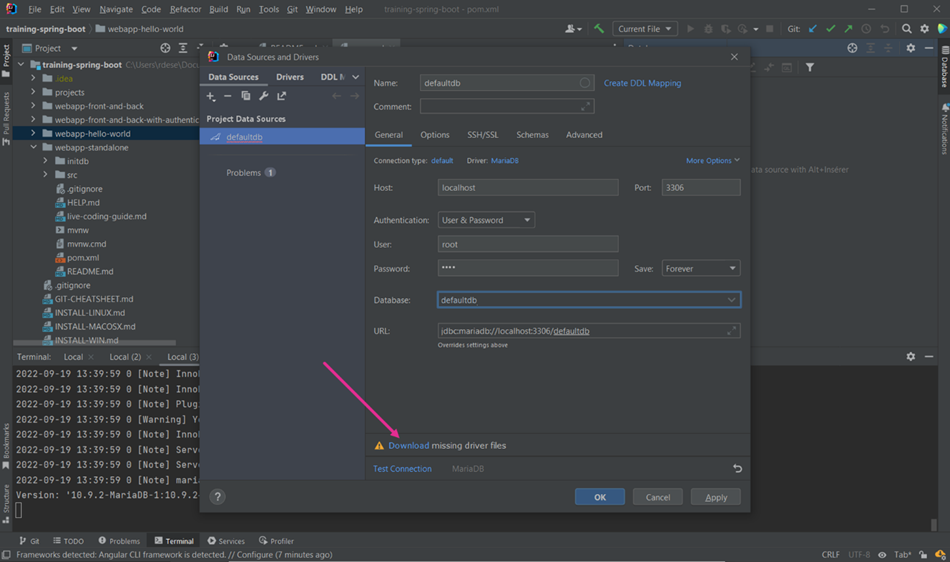 File Edit View Navigate Code Refactor Build Run Tools Git Window Help training-spring-boot - pom.xml
training-spring-boot webapp-hello-world Current File Git:
Project
Pull Requests
Bookmarks
Structure
Project
training-spring-boot
.idea
projects
webapp-front-and-back
webapp-front-and-back-with-authentic
webapp-hello-world
webapp-standalone
initdb
src
.gitignore
HELP.md
live-coding-guide.md
mvnw
mvnw.cmd
pom.xml
README.md
.gitignore
GIT-CHEATSHEET.md
INSTALL-LINUX.md
INSTALL-MACOSX.md
INSTALL-WIN.md
Data Sources and Drivers
Data Sources Drivers DDL M
Project Data Sources
defaultdb
Problems 1
Name: defaultdb Create DDL Mapping
Comment:
General Options SSH/SSL Schemas Advanced
Connection type: default Driver: MariaDB More Options
Host: localhost Port: 3306
Authentication: User & Password
User: root
Password: •••• Save: Forever
Database: defaultdb
URL: jdbc:mariadb://localhost:3306/defaultdb
Overrides settings above
Download missing driver files
Test Connection MariaDB
? OK Cancel Apply
data source with Alt+Insérer
Database
Notifications
Terminal: Local Local (2) Local (3)
2022-09-19 13:39:59 0 [Note] Inno
2022-09-19 13:39:59 0 [Note] Inno
2022-09-19 13:39:59 0 [Note] Plug
2022-09-19 13:39:59 0 [Warning] Y
2022-09-19 13:39:59 0 [Note] Inno
2022-09-19 13:39:59 0 [Note] Serv
2022-09-19 13:39:59 0 [Note] Serv
2022-09-19 13:39:59 0 [Note] maria
Version: '10.9.2-MariaDB-1:10.9.2
Git TODO Problems Terminal Services Profiler
Frameworks detected: Angular CLI framework is detected. // Configure (7 minutes ago) CRLF UTF-8 Tab*